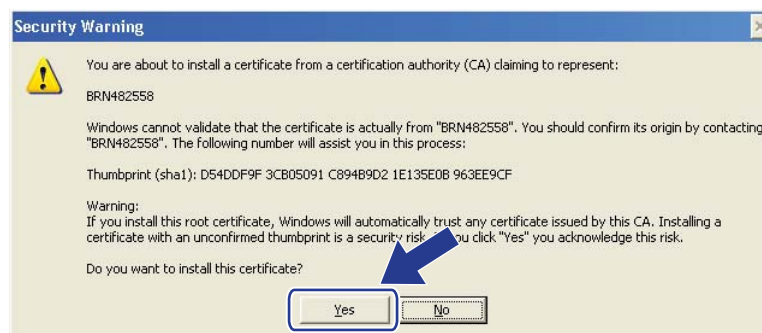 Security Warning
You are about to install a certificate from a certification authority (CA) claiming to represent:
BRN482558
Windows cannot validate that the certificate is actually from "BRN482558". You should confirm its origin by contacting
"BRN482558". The following number will assist you in this process:
Thumbprint (sha1): D54DDF9F 3CB05091 C894B9D2 1E135E0B 963EE9CF
Warning:
If you install this root certificate, Windows will automatically trust any certificate issued by this CA. Installing a
certificate with an unconfirmed thumbprint is a security risk. you click "Yes" you acknowledge this risk.
Do you want to install this certificate?
Yes No